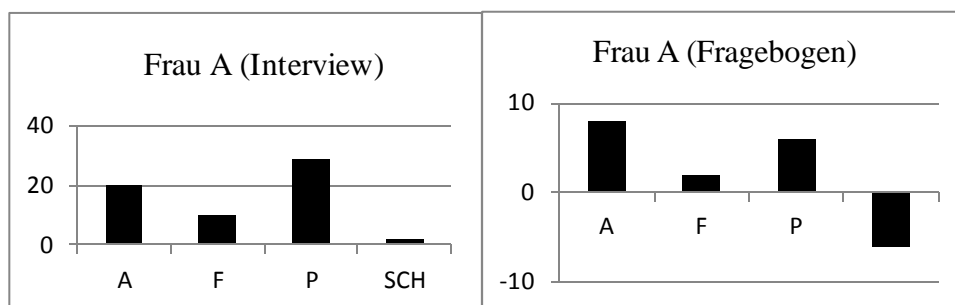 Frau A (Interview)
40
20
0
A F P SCH
Frau A (Fragebogen)
10
0
A F P
-10